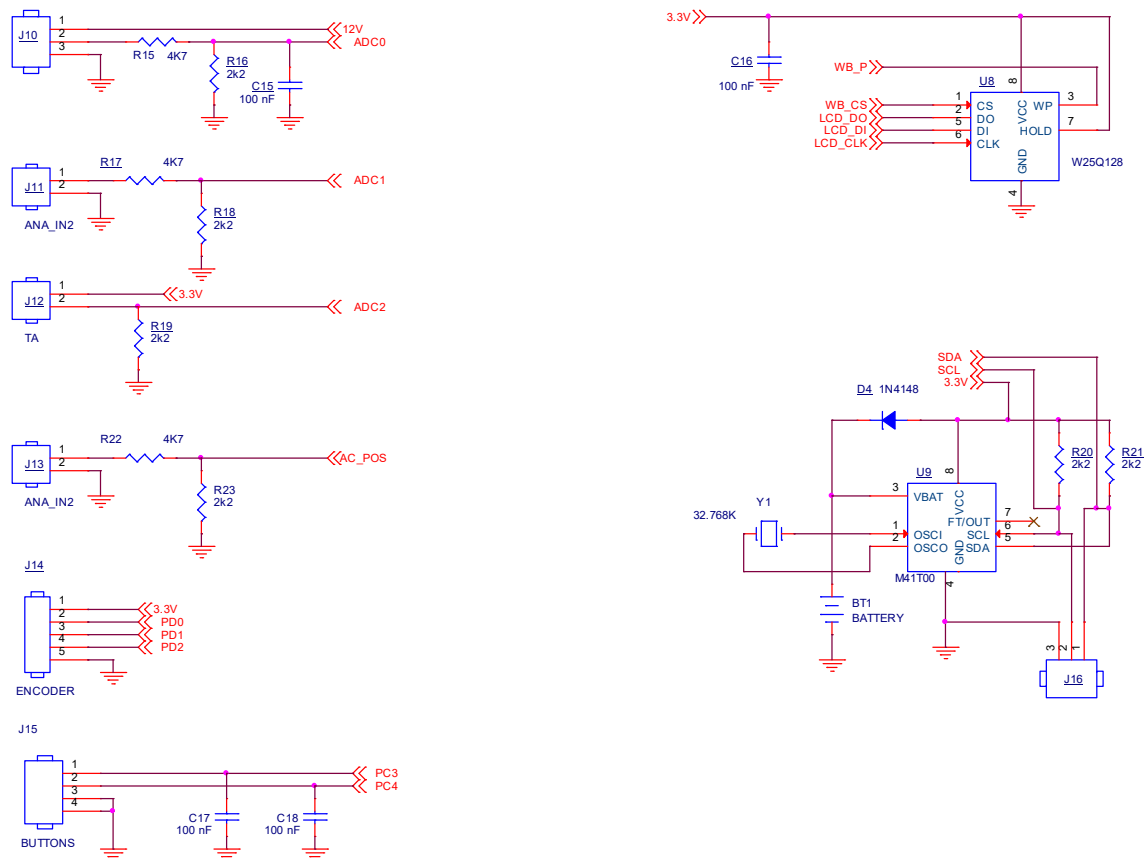 J10
1
2
3
12V
ADC0
R15
4K7
R16
2k2
C15
100 nF
J11
1
2
R17
4K7
ADC1
R18
2k2
ANA_IN2
J12
1
2
3.3V
ADC2
R19
2k2
TA
J13
1
2
R22
4K7
AC_POS
R23
2k2
ANA_IN2
J14
1
2
3
4
5
3.3V
PD0
PD1
PD2
ENCODER
J15
1
2
3
4
PC3
PC4
C17
100 nF
C18
100 nF
BUTTONS
3.3V
C16
100 nF
WB_P
U8
8
WB_CS
LCD_DO
LCD_DI
LCD_CLK
1
2
5
6
CS
DO
DI
CLK
VCC
GND
WP
HOLD
3
7
4
W25Q128
SDA
SCL
3.3V
D4 1N4148
R20
2k2
R21
2k2
U9
8
3
VBAT
VCC
Y1
32.768K
1
2
OSCI
OSCO
FT/OUT
SCL
SDA
GND
7
6
5
M41T00
4
BT1
BATTERY
3
2
1
J16